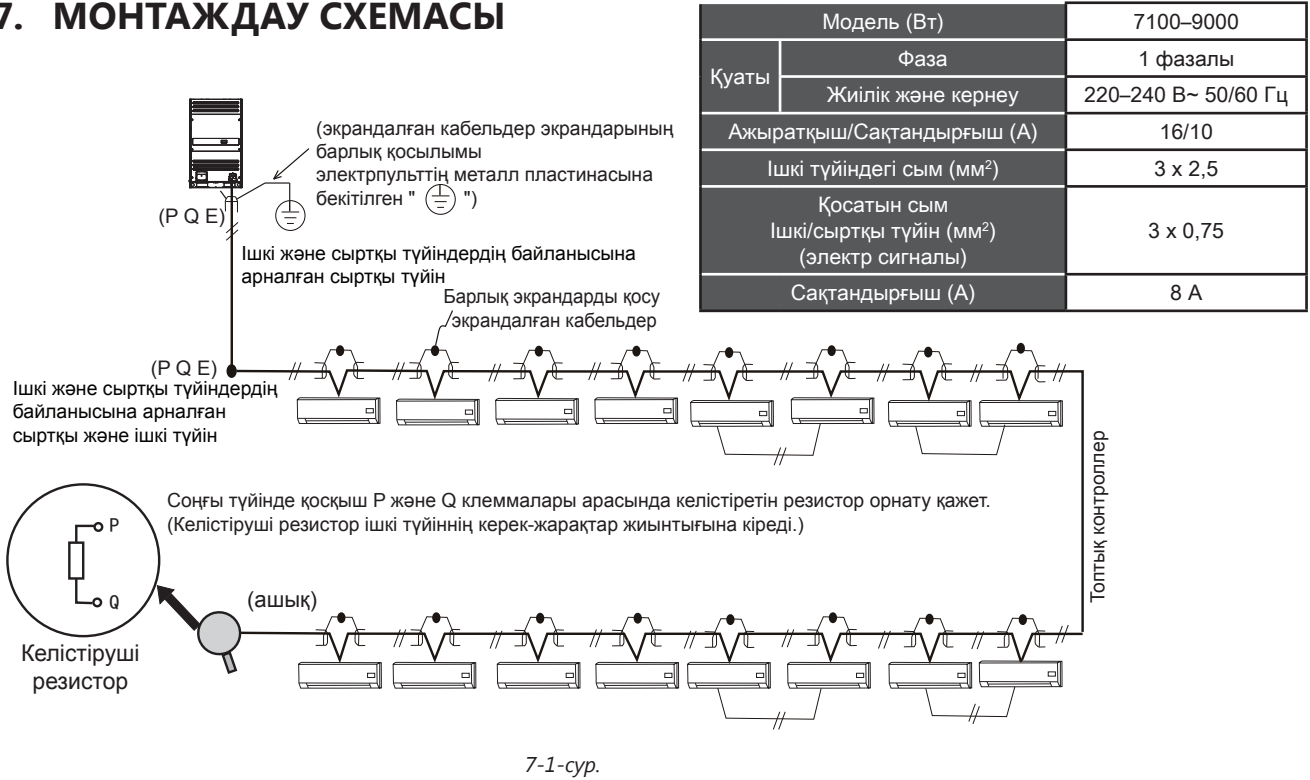 7. МОНТАЖДАУ СХЕМАСЫ
Модель (Вт) 7100–9000
Қуаты
Фаза 1 фазалы
Жиілік және кернеу 220–240 В~ 50/60 Гц
Ажыратқыш/Сақтандырғыш (А) 16/10
Ішкі түйіндегі сым (мм²) 3 x 2,5
Қосатын сым
Ішкі/сыртқы түйін (мм²)
(электр сигналы)
3 x 0,75
Сақтандырғыш (А) 8 А
(экрандалған кабельдер экрандарының
барлық қосылымы
электрпульттің металл пластинасына
бекітілген " ")
(P Q E)
Ішкі және сыртқы түйіндердің байланысына
арналған сыртқы түйін
Барлық экрандарды қосу
/экрандалған кабельдер
(P Q E)
Ішкі және сыртқы түйіндердің
байланысына арналған
сыртқы және ішкі түйін
Топтық контроллер
Соңғы түйінде қосқыш P және Q клеммалары арасында келістіретін резистор орнату қажет.
(Келістіруші резистор ішкі түйіннің керек-жарақтар жиынтығына кіреді.)
P
Q
(ашық)
Келістіруші
резистор
7-1-сур.